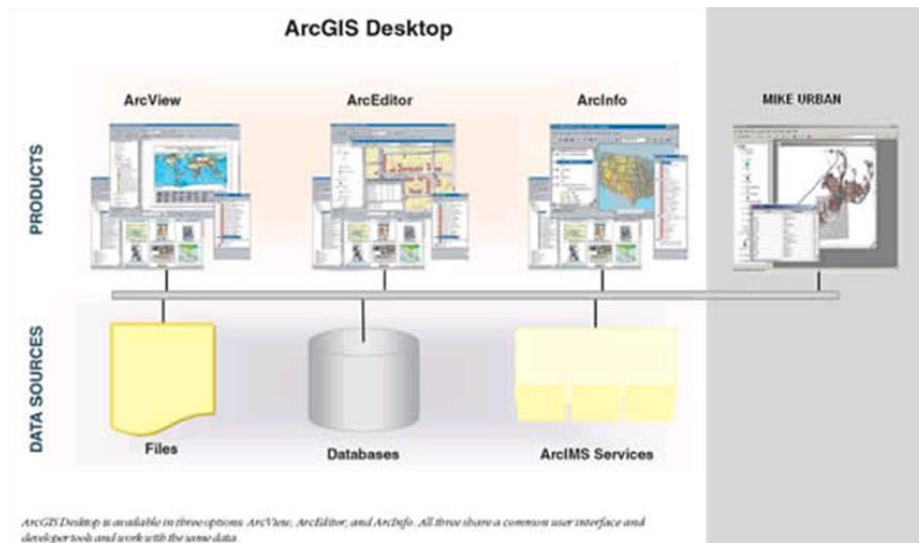 ArcGIS Desktop
ArcView
ArcEditor
ArcInfo
MIKE URBAN
PRODUCTS
DATA SOURCES
Files
Databases
ArcIMS Services
ArcGIS Desktop is available in three options: ArcView, ArcEditor, and ArcInfo. All three share a common user interface and
developer tools and work with the same data.